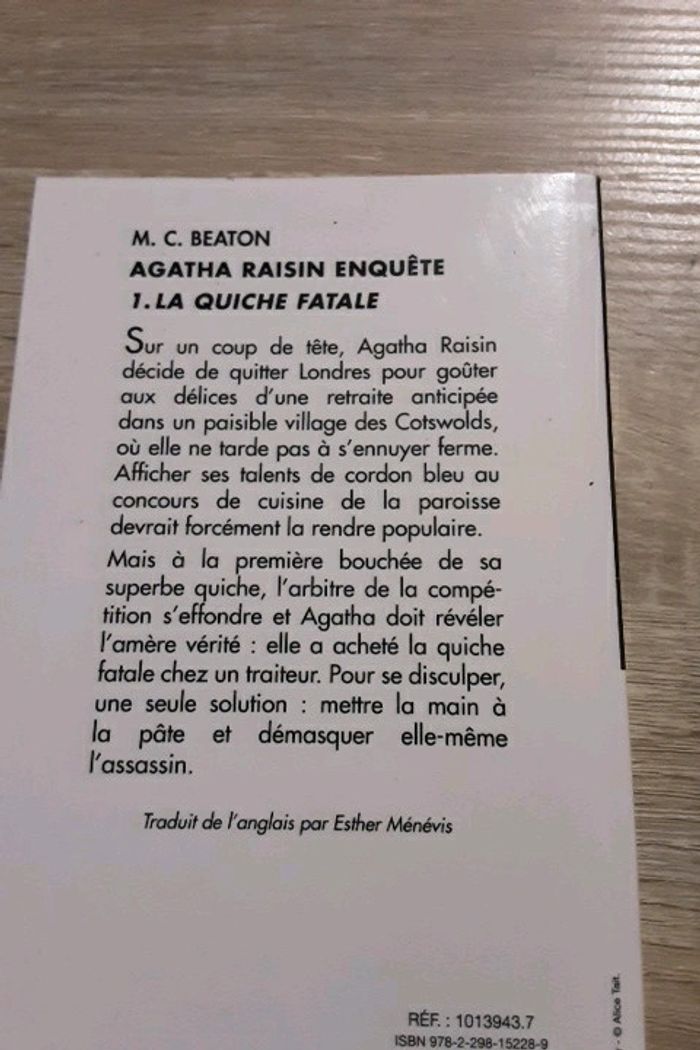 M. C. BEATON
AGATHA RAISIN ENQUÊTE
1. LA QUICHE FATALE
Sur un coup de tête, Agatha Raisin
décide de quitter Londres pour goûter
aux délices d'une retraite anticipée
dans un paisible village des Cotswolds,
où elle ne tarde pas à s'ennuyer ferme.
Afficher ses talents de cordon bleu au
concours de cuisine de la paroisse
devrait forcément la rendre populaire.
Mais à la première bouchée de sa
superbe quiche, l'arbitre de la compé-
tition s'effondre et Agatha doit révéler
l'amère vérité : elle a acheté la quiche
fatale chez un traiteur. Pour se disculper,
une seule solution : mettre la main à
la pâte et démasquer elle-même
l'assassin.
Traduit de l'anglais par Esther Ménévis
RÉF. : 1013943.7
ISBN 978-2-298-15228-9
- © Alice Tait.